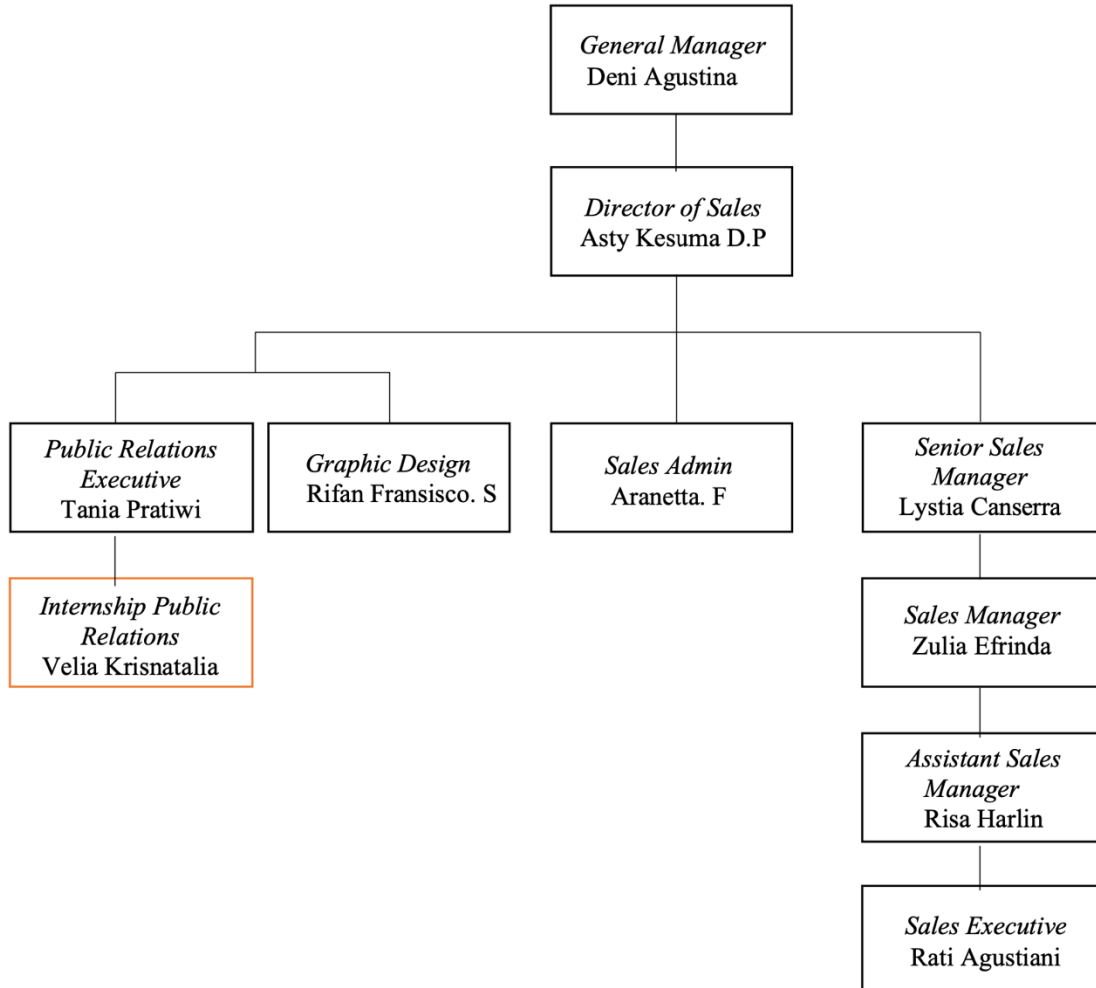 General Manager
Deni Agustina
Director of Sales
Asty Kesuma D.P
Public Relations
Executive
Tania Pratiwi
Graphic Design
Rifan Fransisco. S
Sales Admin
Aranetta. F
Senior Sales
Manager
Lystia Canserra
Internship Public
Relations
Velia Krisnatalia
Sales Manager
Zulia Efrinda
Assistant Sales
Manager
Risa Harlin
Sales Executive
Rati Agustiani